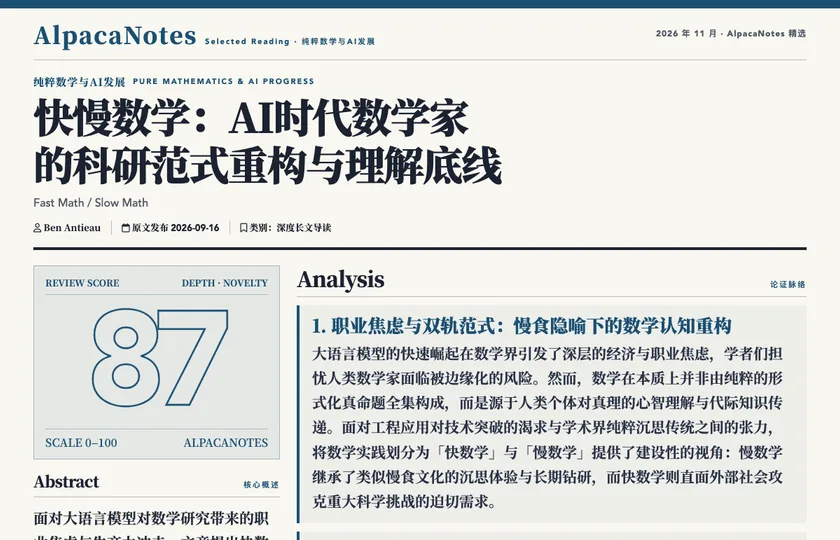 AlpacaNotes Selected Reading · 纯粹数学与AI发展
2026 年 11 月 · AlpacaNotes 精选
纯粹数学与AI发展 PURE MATHEMATICS & AI PROGRESS
快慢数学：AI时代数学家
的科研范式重构与理解底线
Fast Math / Slow Math
Ben Antieau 原文发布 2026-09-16 类别：深度长文导读
REVIEW SCORE DEPTH · NOVELTY
87
SCALE 0–100 ALPACANOTES
Abstract 核心概述
面对大语言模型对数学研究带来的职
Analysis 论证脉络
1. 职业焦虑与双轨范式：慢食隐喻下的数学认知重构
大语言模型的快速崛起在数学界引发了深层的经济与职业焦虑，学者们担
忧人类数学家面临被边缘化的风险。然而，数学在本质上并非由纯粹的形
式化真命题全集构成，而是源于人类个体对真理的心智理解与代际知识传
递。面对工程应用对技术突破的渴求与学术界纯粹沉思传统之间的张力，
将数学实践划分为「快数学」与「慢数学」提供了建设性的视角：慢数学
继承了类似慢食文化的沉思体验与长期钻研，而快数学则直面外部社会攻
克重大科学挑战的迫切需求。